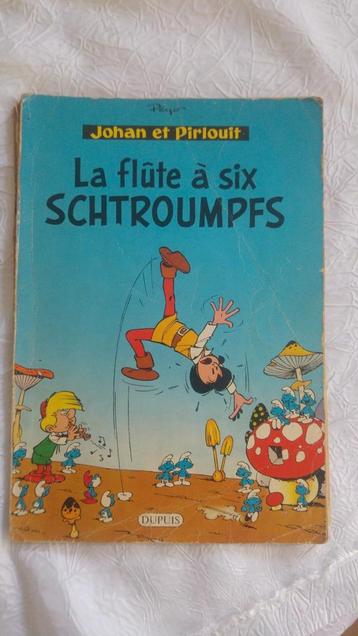 Peyo
Johan et Pirlouit
La flûte à six
SCHTROUMPFS
DUPUIS